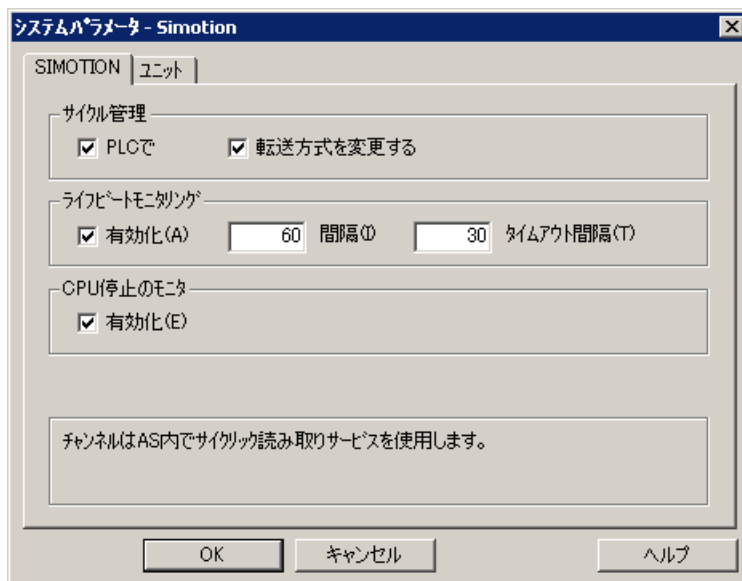 システムパラメータ - Simotion
SIMOTION ユニット
サイクル管理
PLCで 転送方式を変更する
ライフビートモニタリング
有効化(A) 60 間隔(I) 30 タイムアウト間隔(T)
CPU停止のモニタ
有効化(E)
チャンネルはAS内でサイクリック読み取りサービスを使用します。
OK キャンセル ヘルプ